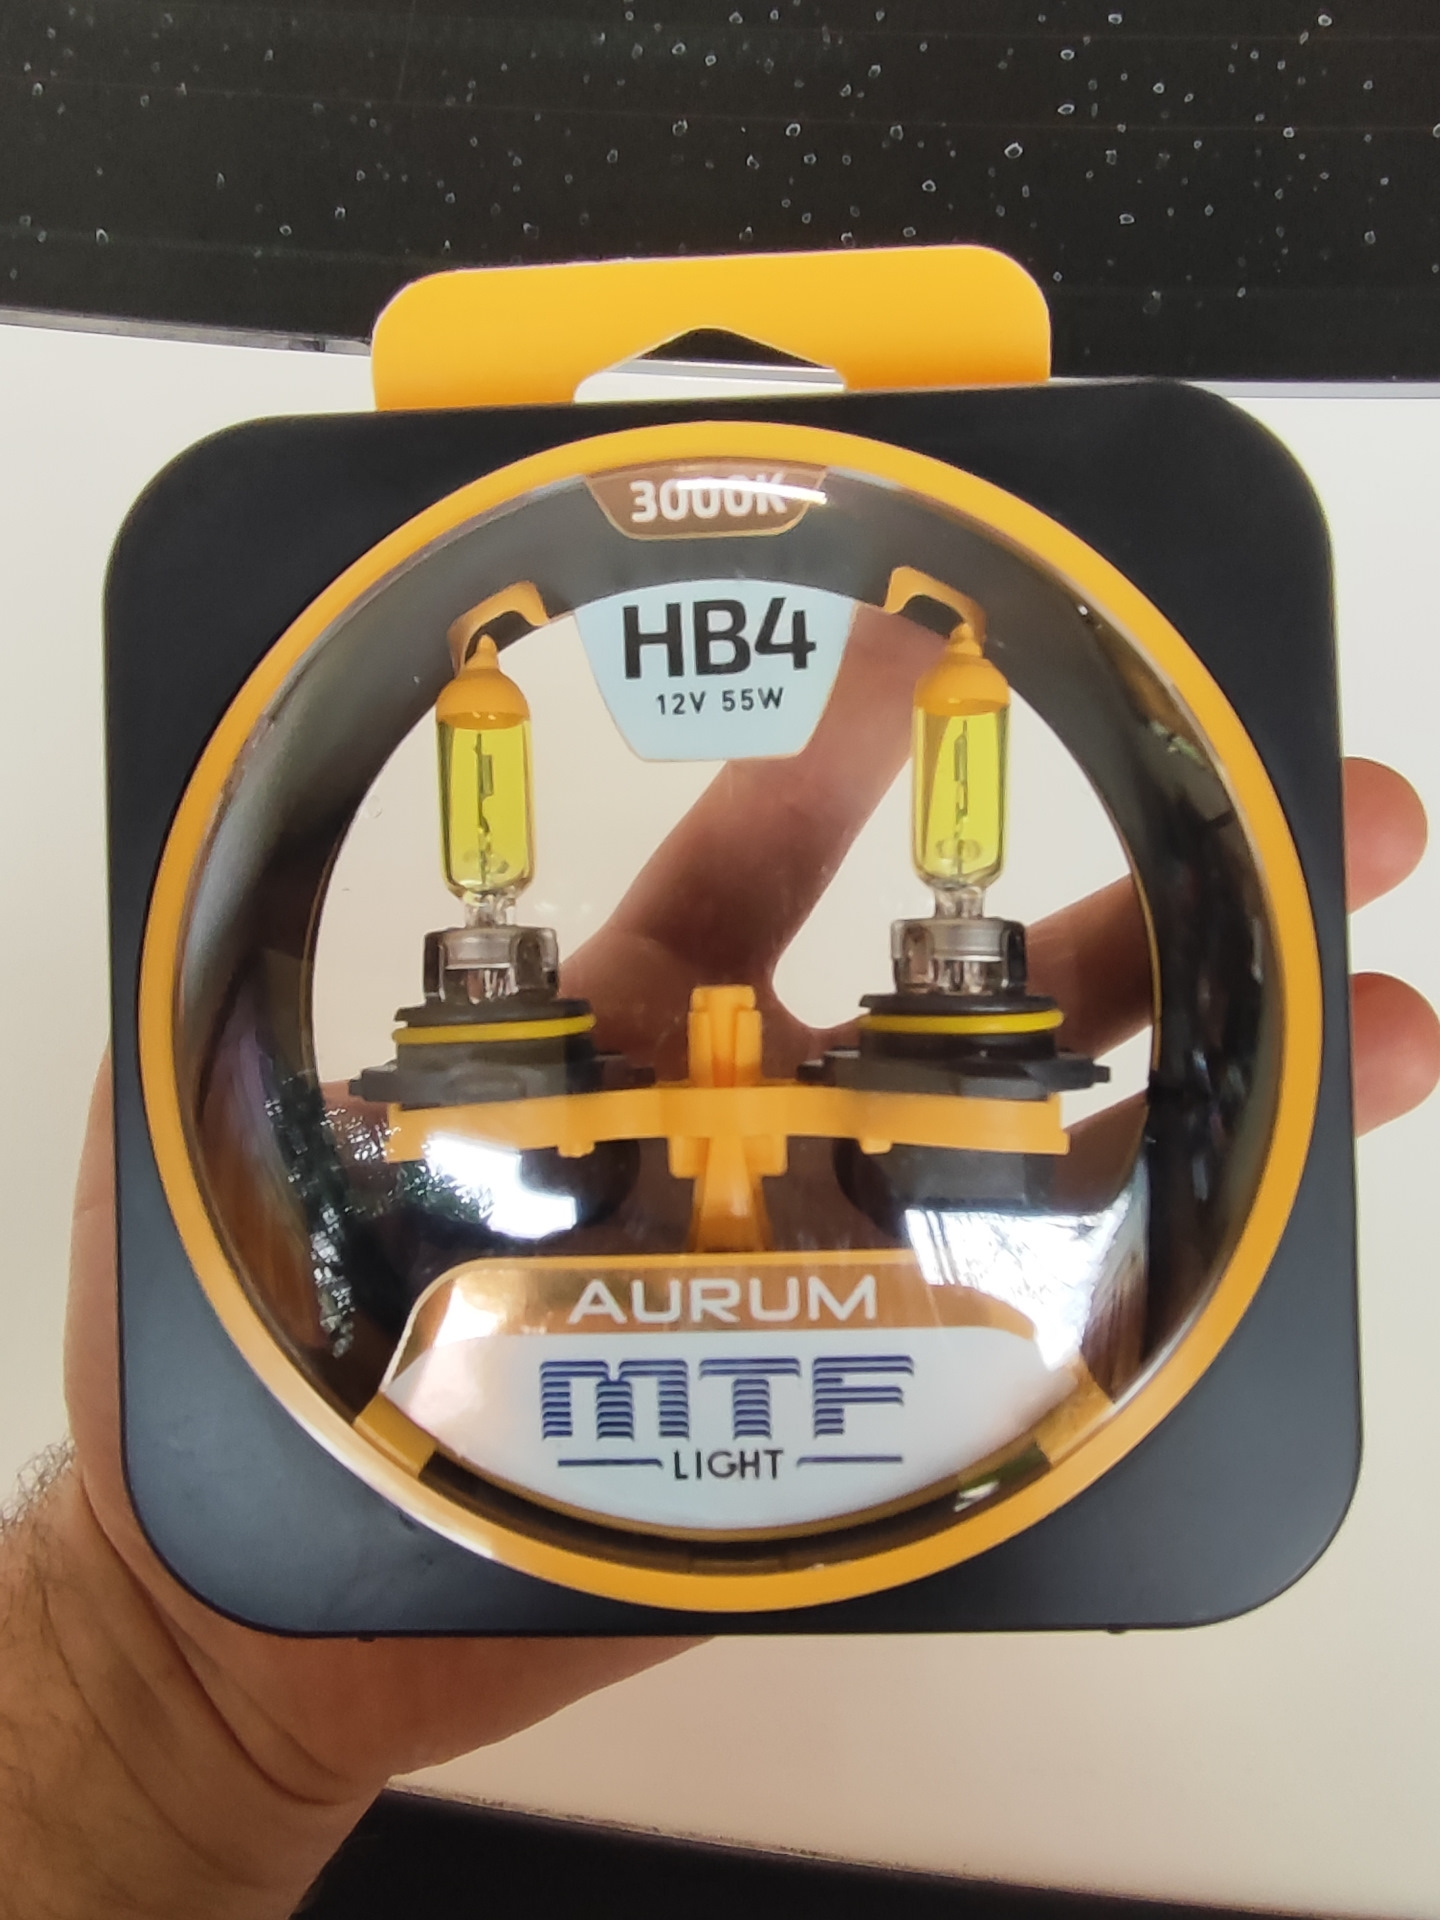 3000K
HB4
12V 55W
AURUM
MTF
LIGHT